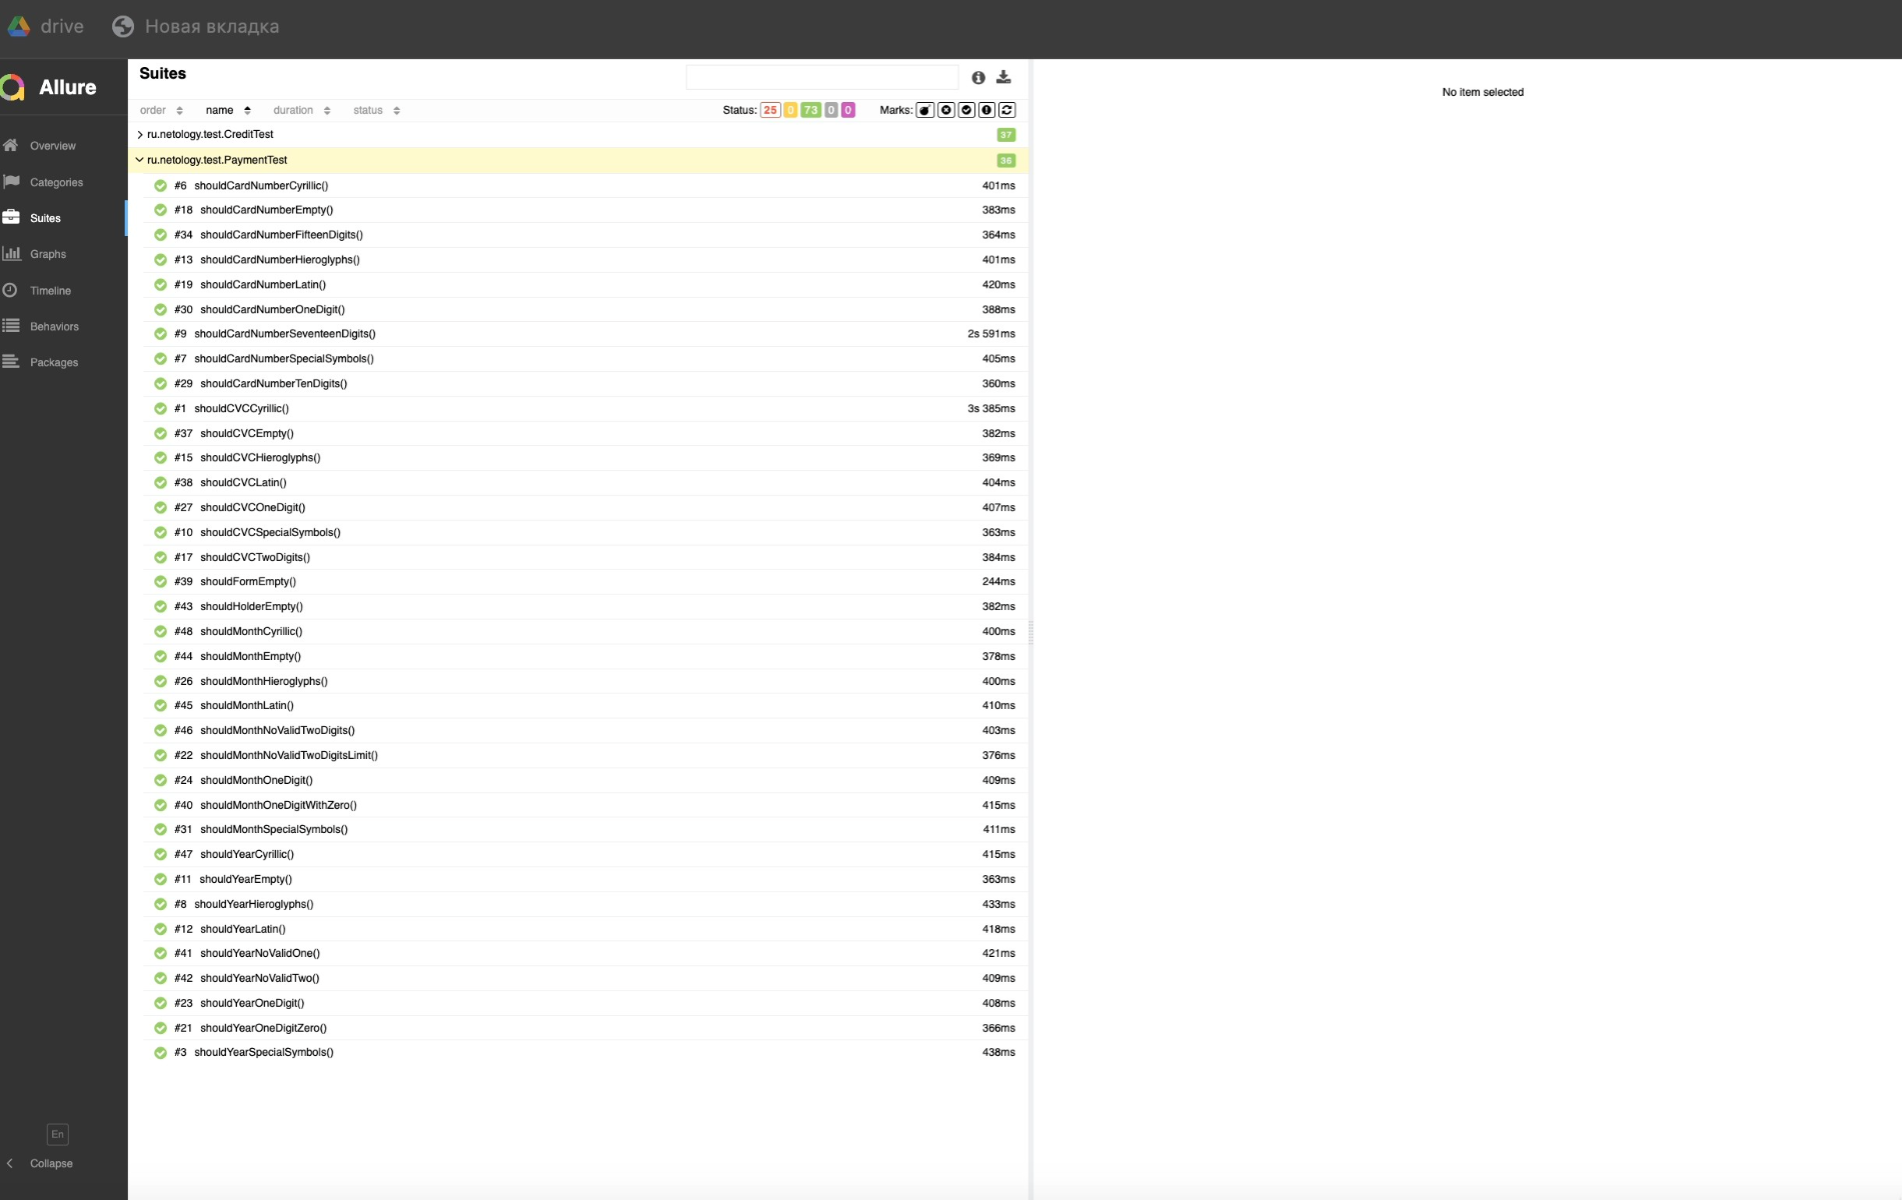 drive Новая вкладка
Allure
Overview
Categories
Suites
Graphs
Timeline
Behaviors
Packages
En
Collapse
Suites
order name duration status Status: 25 0 73 0 0 Marks:
ru.netology.test.CreditTest 37
ru.netology.test.PaymentTest 36
#6 shouldCardNumberCyrillic() 401ms
#18 shouldCardNumberEmpty() 383ms
#34 shouldCardNumberFifteenDigits() 364ms
#13 shouldCardNumberHieroglyphs() 401ms
#19 shouldCardNumberLatin() 420ms
#30 shouldCardNumberOneDigit() 388ms
#9 shouldCardNumberSeventeenDigits() 2s 591ms
#7 shouldCardNumberSpecialSymbols() 405ms
#29 shouldCardNumberTenDigits() 360ms
#1 shouldCVCCyrillic() 3s 385ms
#37 shouldCVCEmpty() 382ms
#15 shouldCVCHieroglyphs() 369ms
#38 shouldCVCLatin() 404ms
#27 shouldCVCOneDigit() 407ms
#10 shouldCVCSpecialSymbols() 363ms
#17 shouldCVCTwoDigits() 384ms
#39 shouldFormEmpty() 244ms
#43 shouldHolderEmpty() 382ms
#48 shouldMonthCyrillic() 400ms
#44 shouldMonthEmpty() 378ms
#26 shouldMonthHieroglyphs() 400ms
#45 shouldMonthLatin() 410ms
#46 shouldMonthNoValidTwoDigits() 403ms
#22 shouldMonthNoValidTwoDigitsLimit() 376ms
#24 shouldMonthOneDigit() 409ms
#40 shouldMonthOneDigitWithZero() 415ms
#31 shouldMonthSpecialSymbols() 411ms
#47 shouldYearCyrillic() 415ms
#11 shouldYearEmpty() 363ms
#8 shouldYearHieroglyphs() 433ms
#12 shouldYearLatin() 418ms
#41 shouldYearNoValidOne() 421ms
#42 shouldYearNoValidTwo() 409ms
#23 shouldYearOneDigit() 408ms
#21 shouldYearOneDigitZero() 366ms
#3 shouldYearSpecialSymbols() 438ms
No item selected